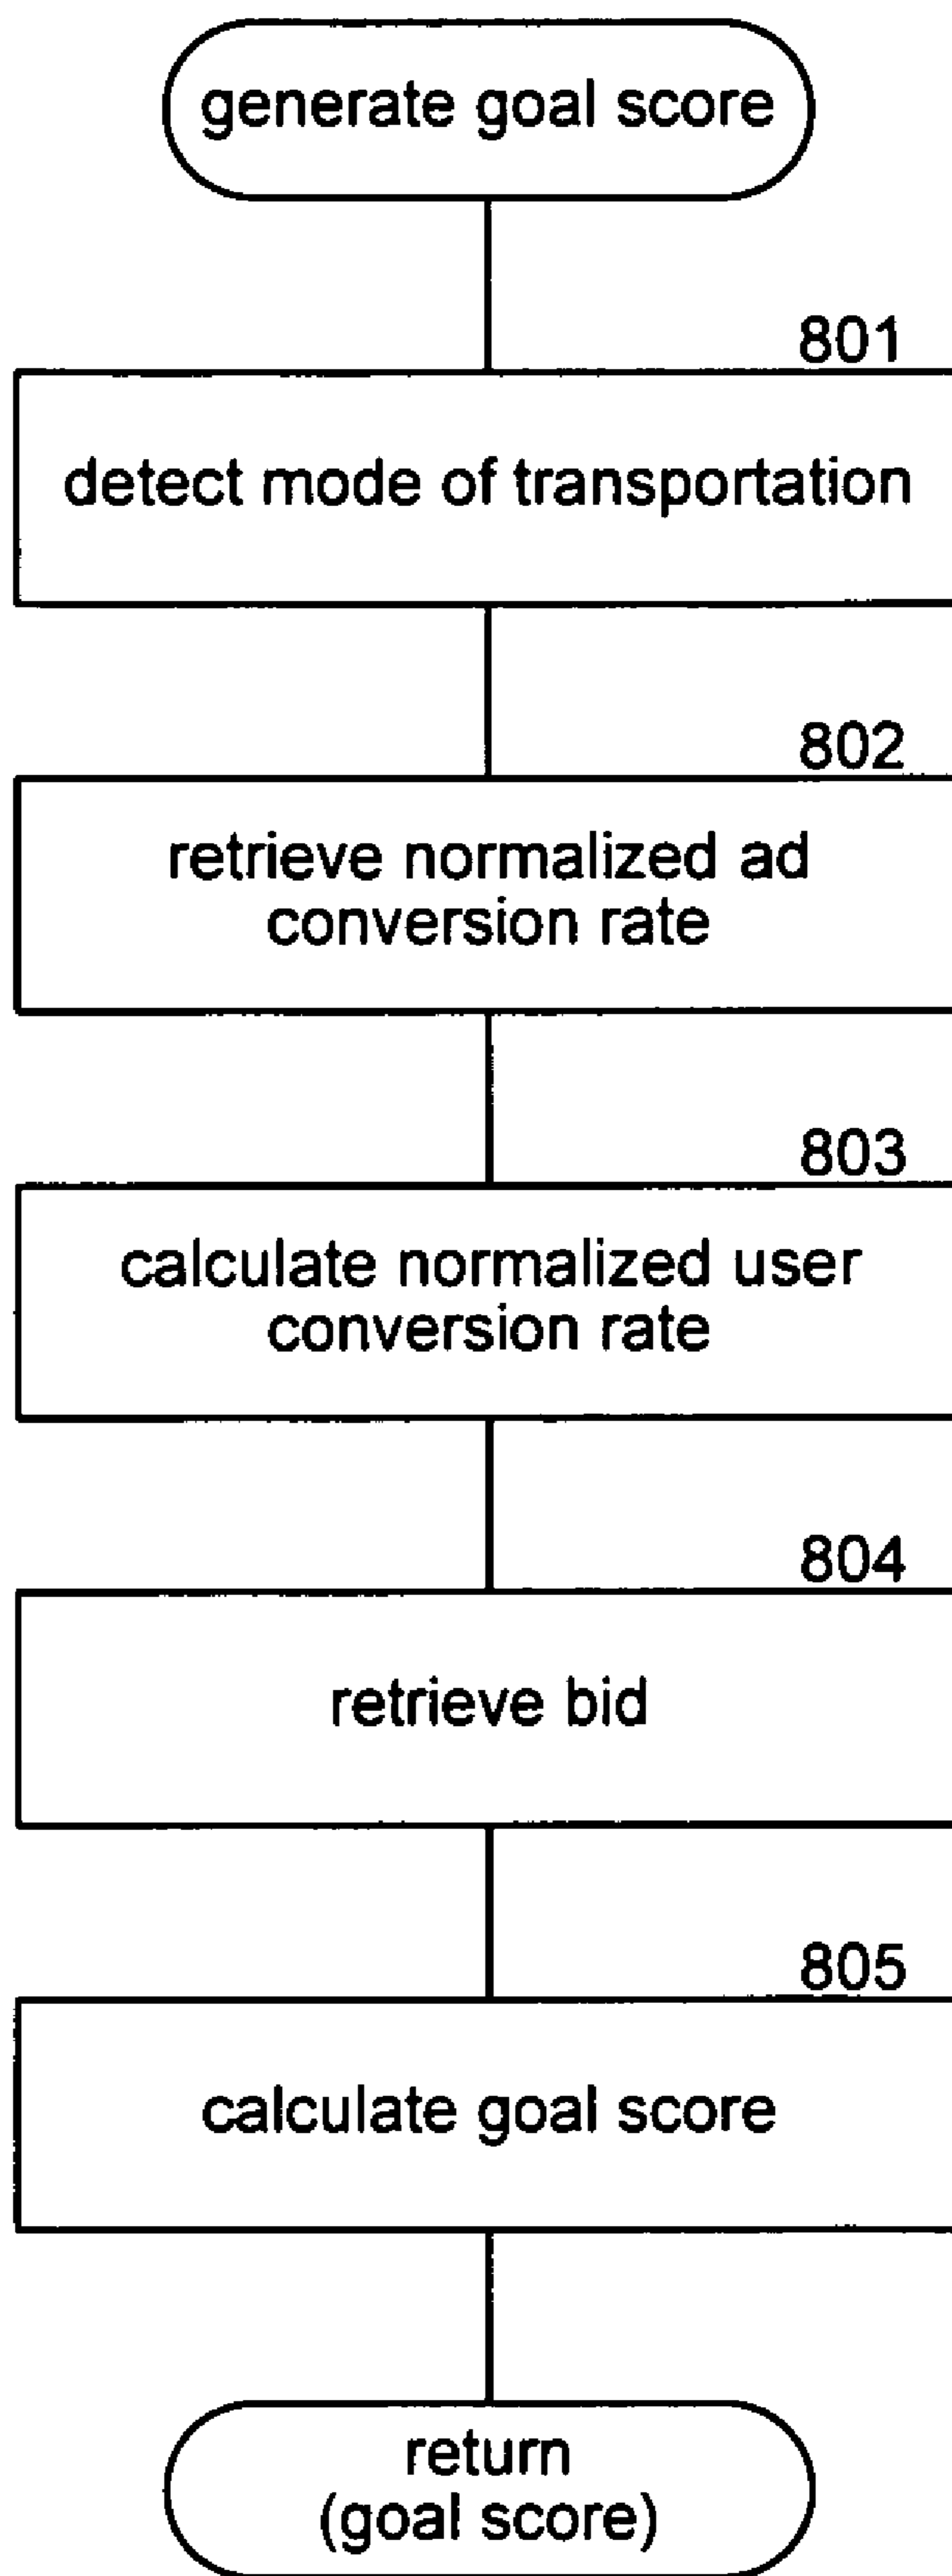 generate goal score
801
detect mode of transportation
802
retrieve normalized ad
conversion rate
803
calculate normalized user
conversion rate
804
retrieve bid
805
calculate goal score
return
(goal score)